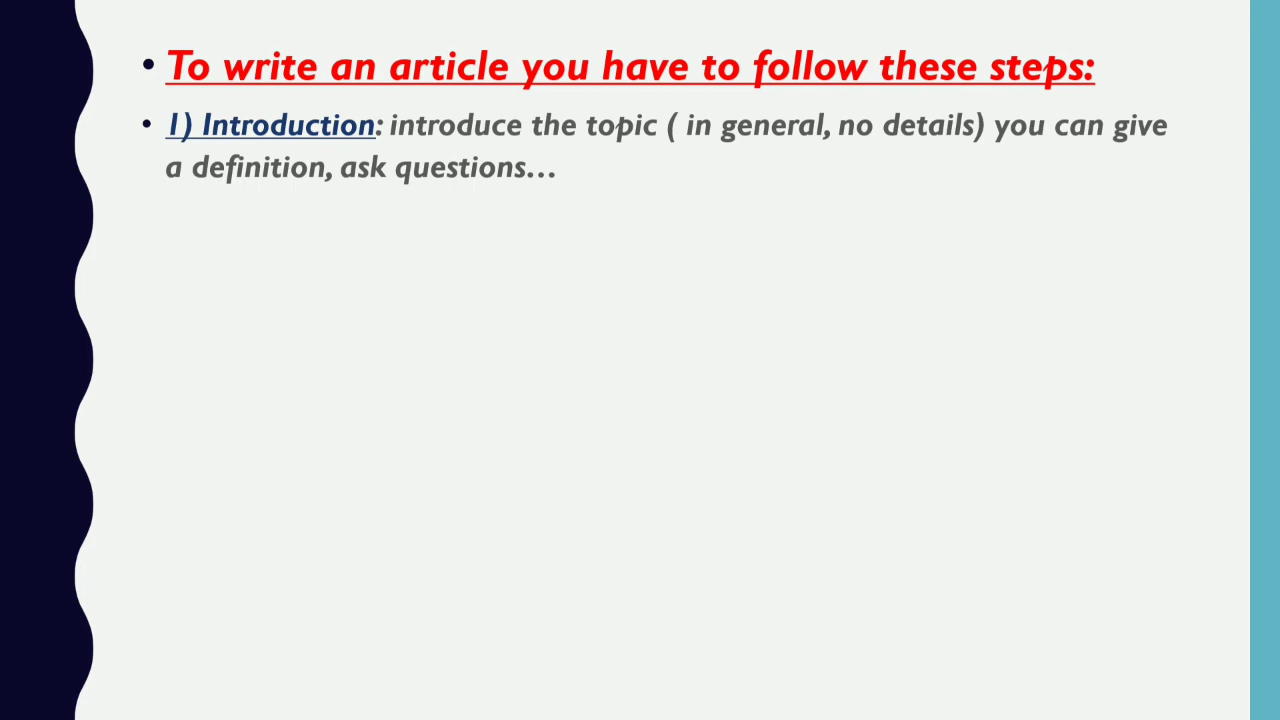 • To write an article you have to follow these steps:
• 1) Introduction: introduce the topic ( in general, no details) you can give
a definition, ask questions…